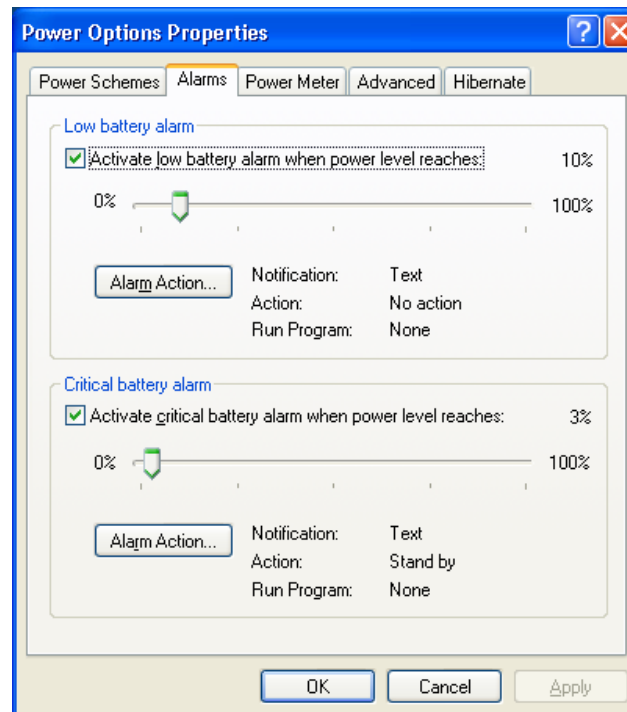 Power Options Properties
Power Schemes Alarms Power Meter Advanced Hibernate
Low battery alarm
Activate low battery alarm when power level reaches: 10%
0% 100%
Alarm Action... Notification: Text
Action: No action
Run Program: None
Critical battery alarm
Activate critical battery alarm when power level reaches: 3%
0% 100%
Alarm Action... Notification: Text
Action: Stand by
Run Program: None
OK Cancel Apply